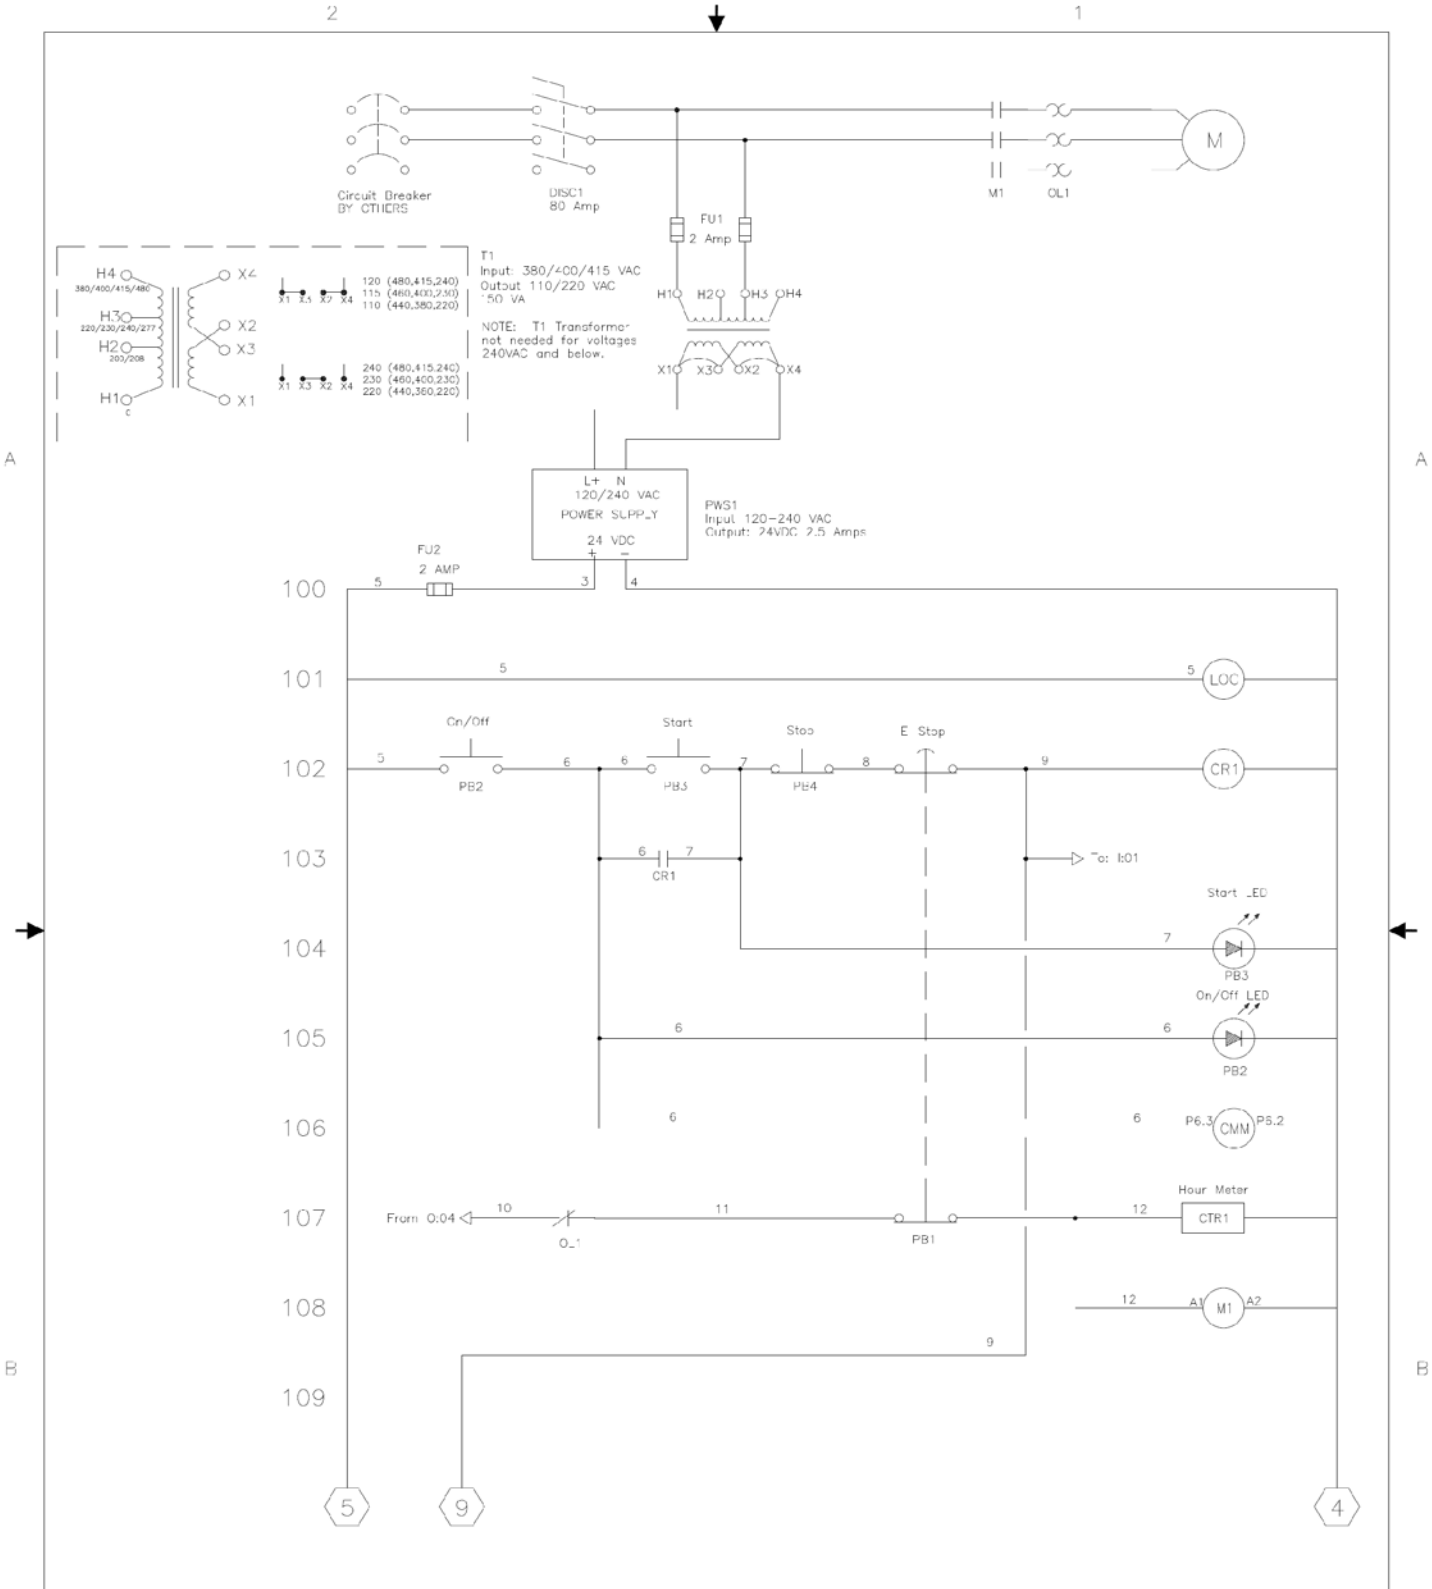 2 1
Circuit Breaker
BY OTHERS
DISC1
80 Amp
M1
OL1
M
FU1
2 Amp
T1
Input: 380/400/415 VAC
Output 110/220 VAC
150 VA
NOTE: T1 Transformer
not needed for voltages
240VAC and below.
H4
380/400/415/480
H3
220/230/240/277
H2
200/208
H1
X4
X2
X3
X1
120 (480,415,240)
115 (460,400,230)
110 (440,380,220)
X1 X3 X2 X4
240 (480,415,240)
230 (460,400,230)
220 (440,380,220)
X1 X3 X2 X4
H1 H2 H3 H4
X1 X3 X2 X4
A A
L+ N
120/240 VAC
POWER SUPPLY
24 VDC
+ −
PWS1
Input 120-240 VAC
Output: 24VDC 2.5 Amps
FU2
2 AMP
100 5 3 4
101 5 5 LOC
On/Off Start Stop E Stop
102 5 6 6 7 8 9 CR1
PB2 PB3 PB4
103 6 7 To: I:01
CR1
Start LED
104 7
PB3
On/Off LED
105 6 6
PB2
106 6 6 P6.3 CMM P5.2
Hour Meter
107 From O:04 10 11 12 CTR1
OL1 PB1
108 12 A1 M1 A2
9
B B
109
5 9 4